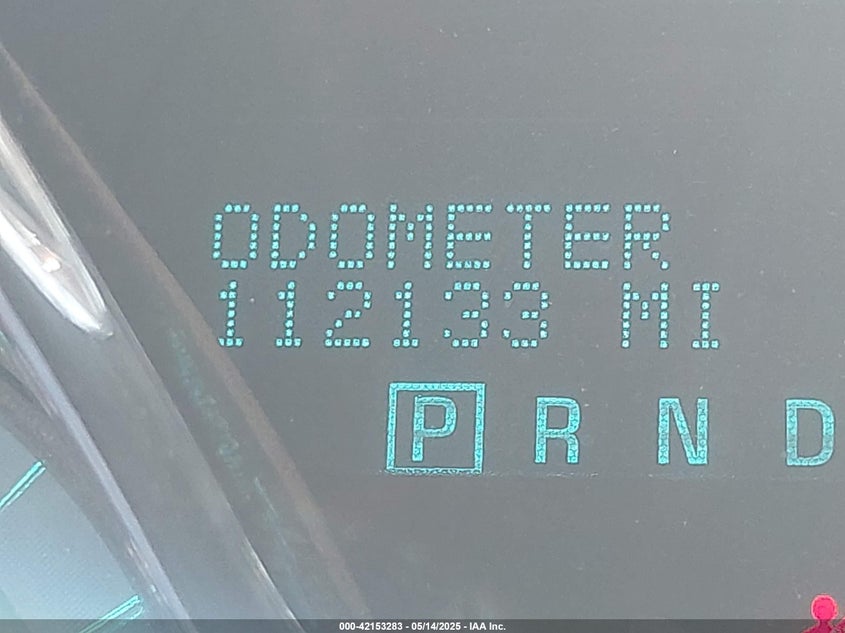 ODOMETER
112133 MI
P R N D
000-42153283 - 05/14/2025 - IAA Inc.